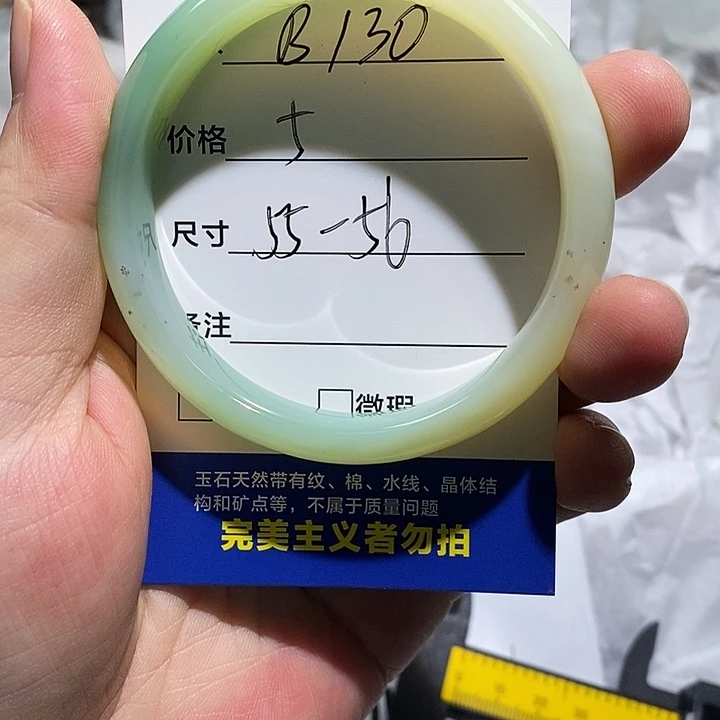 B130
价格 5
尺寸 55-56
备注
微瑕
玉石天然带有纹、棉、水线、晶体结
构和矿点等，不属于质量问题
完美主义者勿拍